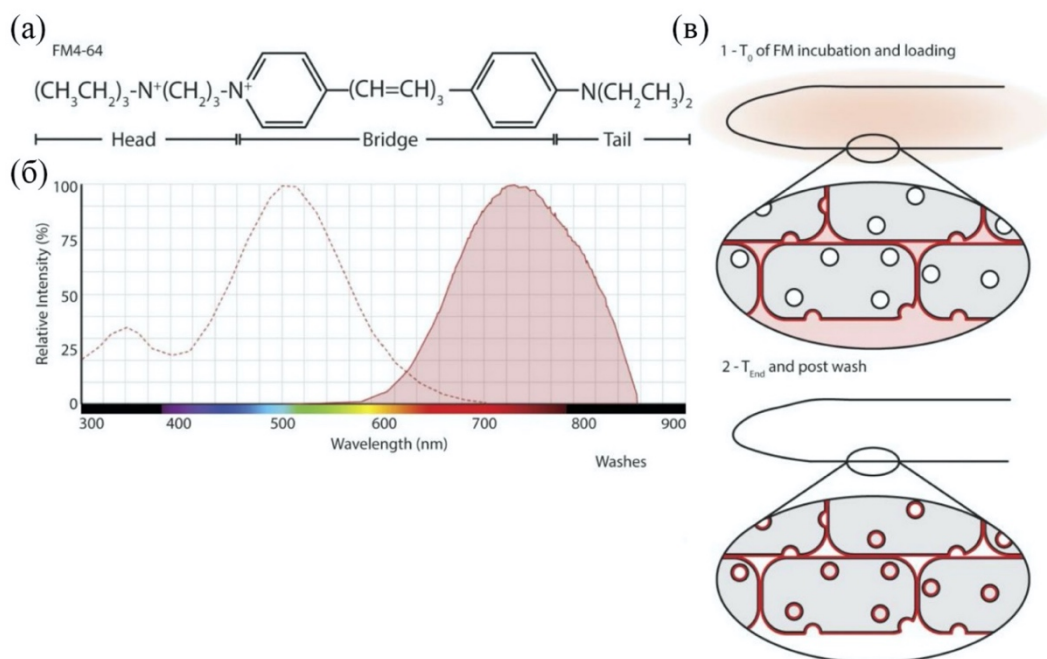 (а)
FM4-64
(CH₃CH₂)₃-N⁺(CH₂)₃-N⁺ (CH=CH)₃ N(CH₂CH₂)₂
Head Bridge Tail
(б)
100
75
50
25
0
Relative Intensity (%)
300 400 500 600 700 800 900
Wavelength (nm)
Washes
(в)
1 - T₀ of FM incubation and loading
2 - T_End and post wash